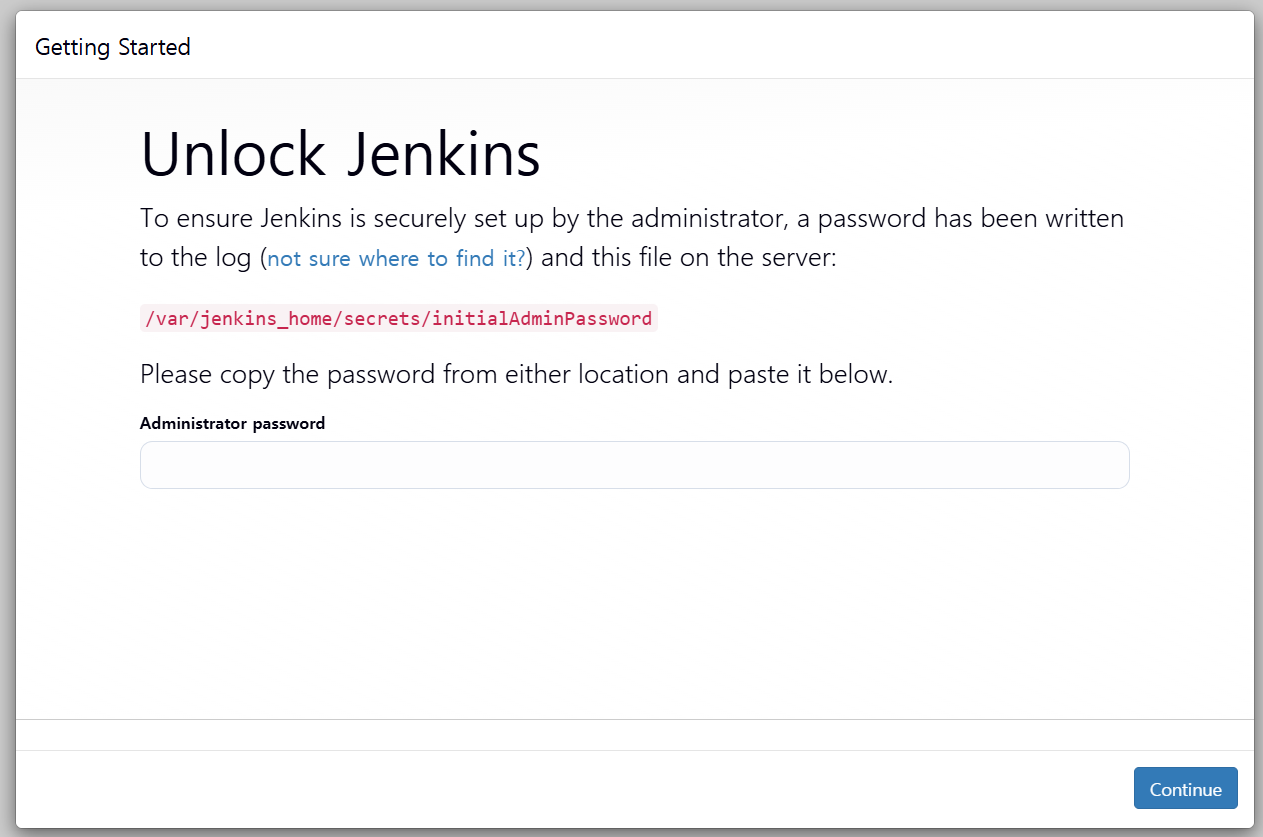 Getting Started
Unlock Jenkins
To ensure Jenkins is securely set up by the administrator, a password has been written
to the log (not sure where to find it?) and this file on the server:
/var/jenkins_home/secrets/initialAdminPassword
Please copy the password from either location and paste it below.
Administrator password
Continue